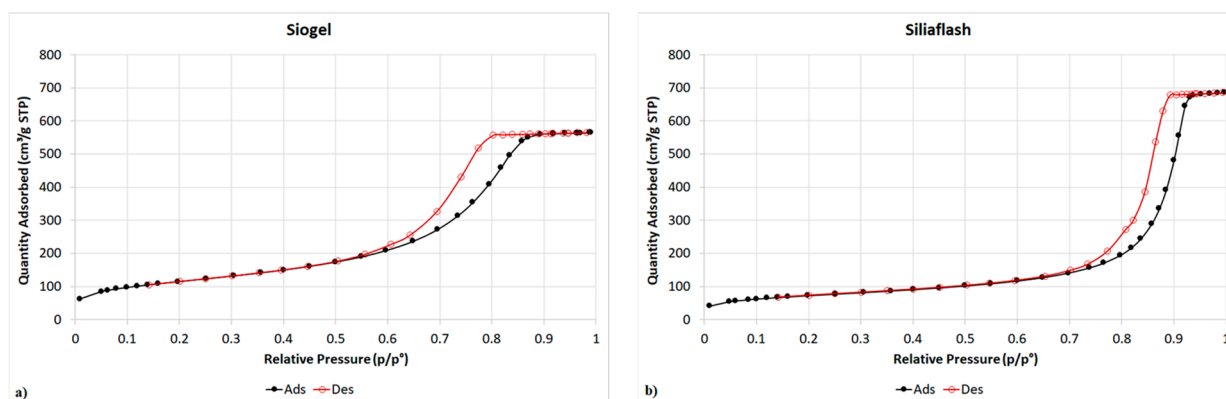 Siogel
Quantity Adsorbed (cm³/g STP)
800
700
600
500
400
300
200
100
0
0 0.1 0.2 0.3 0.4 0.5 0.6 0.7 0.8 0.9 1
Relative Pressure (p/p°)
a)
Ads Des
Siliaflash
Quantity Adsorbed (cm³/g STP)
800
700
600
500
400
300
200
100
0
0 0.1 0.2 0.3 0.4 0.5 0.6 0.7 0.8 0.9 1
Relative Pressure (p/p°)
b)
Ads Des